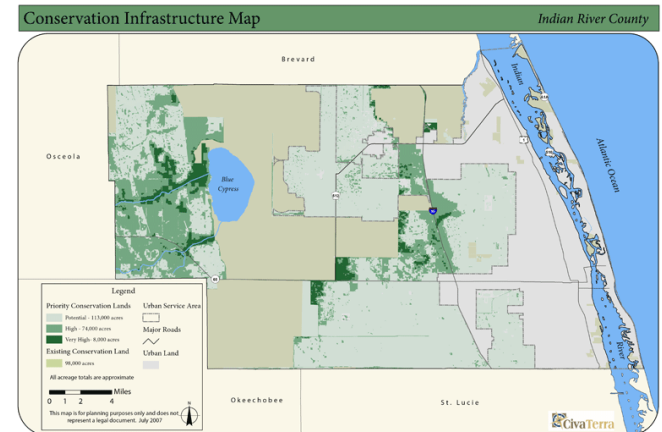 Conservation Infrastructure Map
Indian River County
Brevard
Osceola
Indian
Atlantic Ocean
Blue
Cypress
River
Legend
Priority Conservation Lands
Potential - 113,000 acres
High - 74,000 acres
Very High- 8,000 acres
Existing Conservation Land
98,000 acres
Urban Service Area
Major Roads
Urban Land
All acreage totals are approximate
Miles
0 1 2 4
N
This map is for planning purposes only and does not
represent a legal document. July 2007
Okeechobee
St. Lucie
CivaTerra